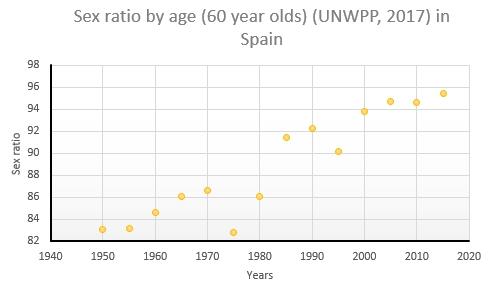 Sex ratio by age (60 year olds) (UNWPP, 2017) in
Spain
98
96
94
92
90
88
86
84
82
Sex ratio
1940 1950 1960 1970 1980 1990 2000 2010 2020
Years